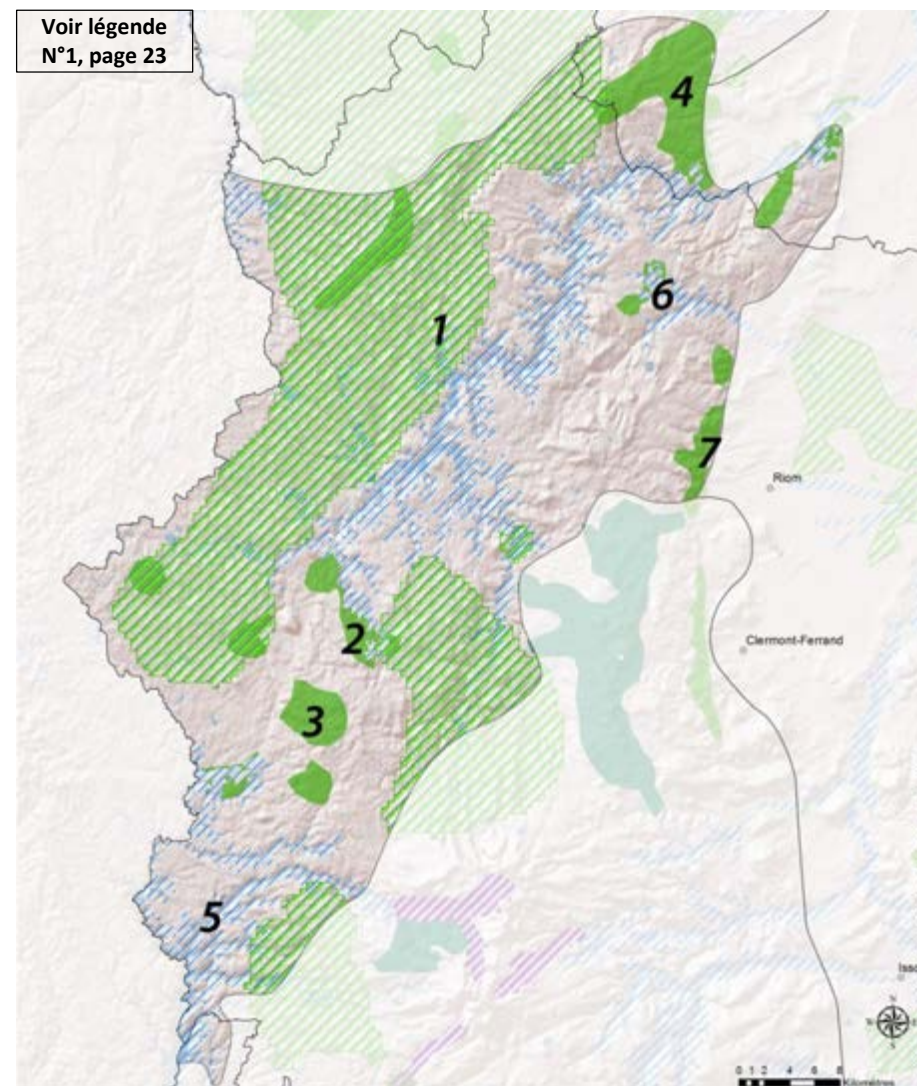 Voir légende
N°1, page 23
4
6
1
7
Riom
2
Clermont-Ferrand
3
5
Isso
N
S
0 1 2 4 6 8
Kilomètres